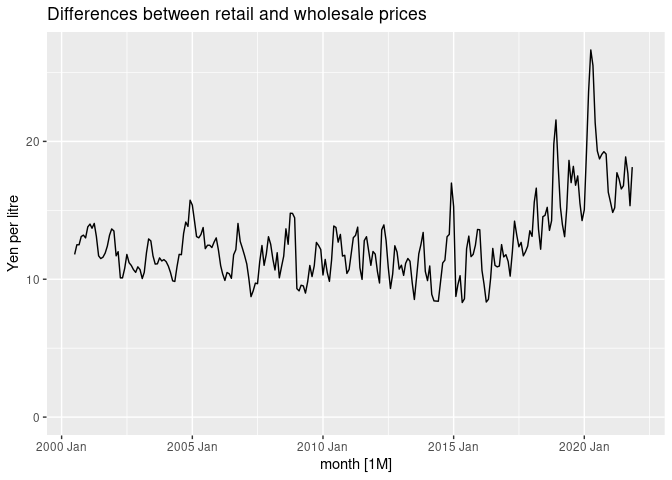 Differences between retail and wholesale prices
Yen per litre
20
10
0
2000 Jan
2005 Jan
2010 Jan
2015 Jan
2020 Jan
month [1M]